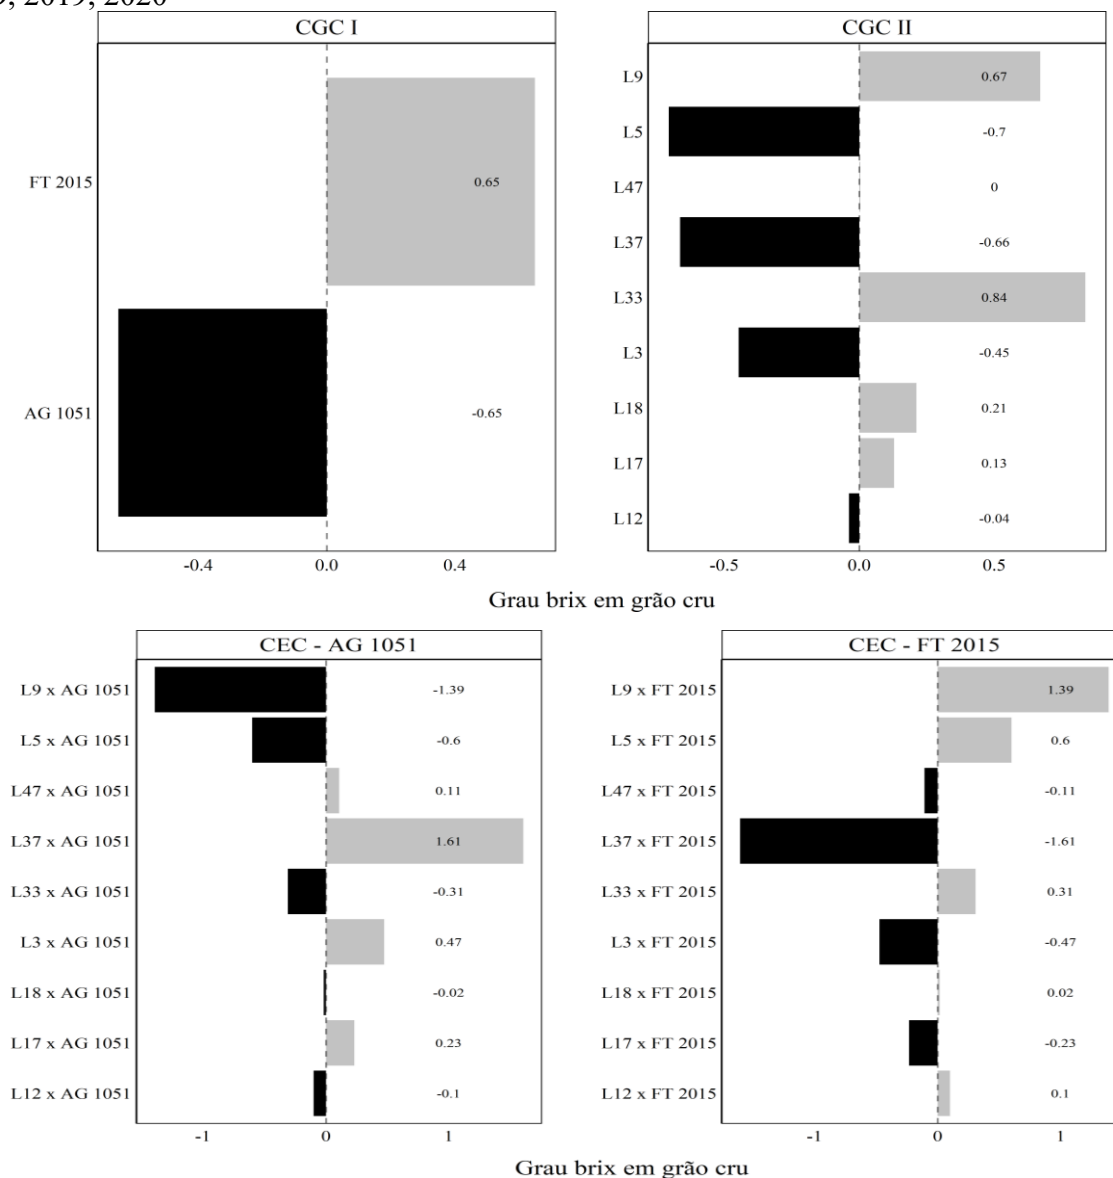 2019, 2020
CGC I
FT 2015
0.65
AG 1051
-0.65
-0.4
0.0
0.4
CGC II
L9
0.67
L5
-0.7
L47
0
L37
-0.66
L33
0.84
L3
-0.45
L18
0.21
L17
0.13
L12
-0.04
-0.5
0.0
0.5
Grau brix em grão cru
CEC - AG 1051
L9 x AG 1051
-1.39
L5 x AG 1051
-0.6
L47 x AG 1051
0.11
L37 x AG 1051
1.61
L33 x AG 1051
-0.31
L3 x AG 1051
0.47
L18 x AG 1051
-0.02
L17 x AG 1051
0.23
L12 x AG 1051
-0.1
-1
0
1
CEC - FT 2015
L9 x FT 2015
1.39
L5 x FT 2015
0.6
L47 x FT 2015
-0.11
L37 x FT 2015
-1.61
L33 x FT 2015
0.31
L3 x FT 2015
-0.47
L18 x FT 2015
0.02
L17 x FT 2015
-0.23
L12 x FT 2015
0.1
-1
0
1
Grau brix em grão cru